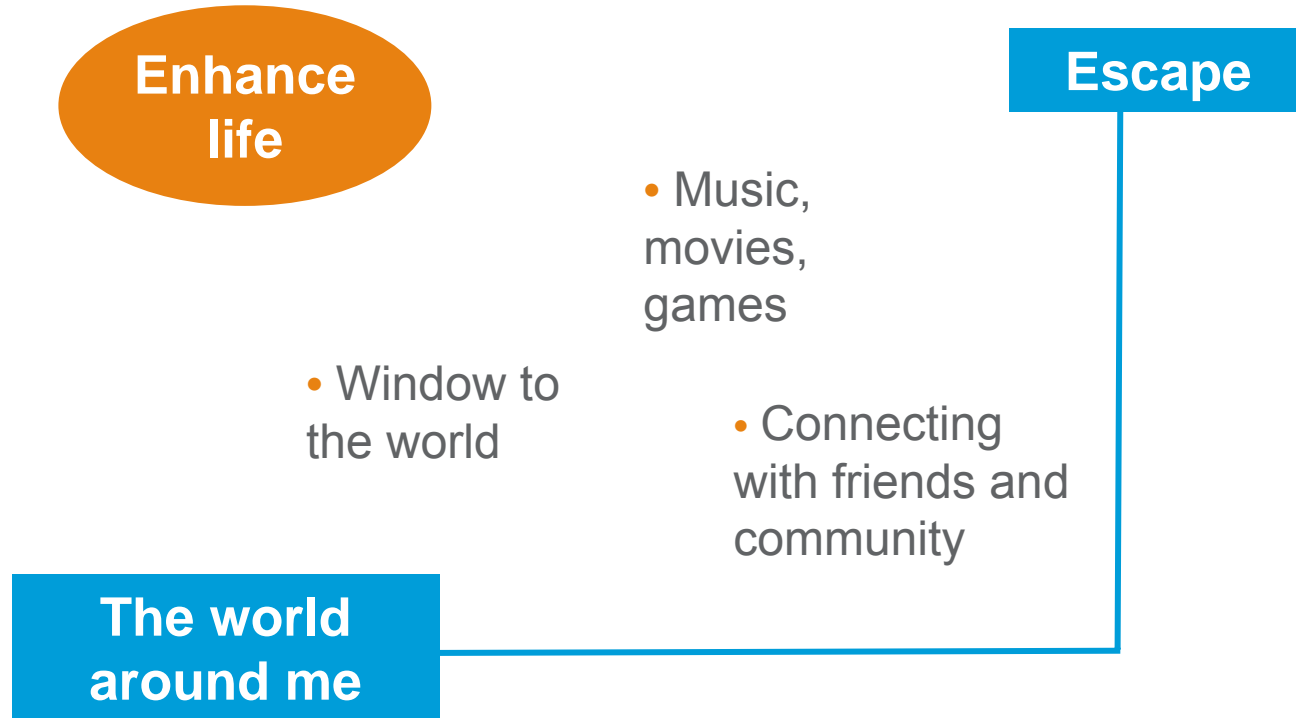 Enhance
life
Escape
• Music,
movies,
games
• Window to
the world
• Connecting
with friends and
community
The world
around me